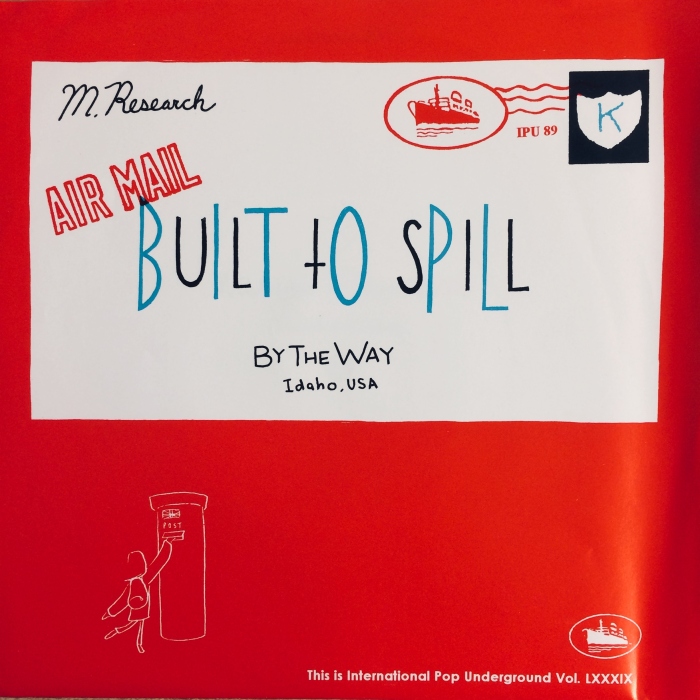 M. Research
IPU 89
K
AIR MAIL
BUILT tO SPILL
BY THE WAY
Idaho, USA
POST
This is International Pop Underground Vol. LXXXIX